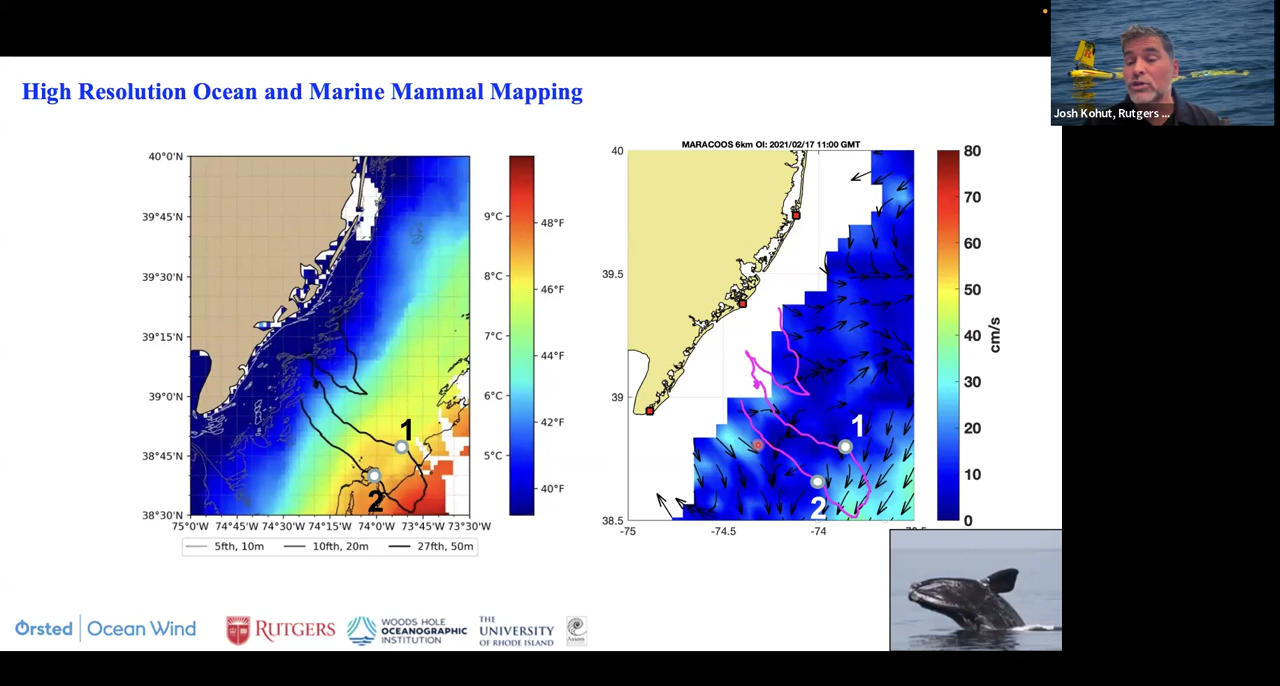 Josh Kohut, Rutgers ...
High Resolution Ocean and Marine Mammal Mapping
40°0'N
39°45'N
39°30'N
39°15'N
39°0'N
38°45'N
38°30'N
75°0'W
74°45'W
74°30'W
74°15'W
74°0'W
73°45'W
73°30'W
1
2
9°C
8°C
7°C
6°C
5°C
48°F
46°F
44°F
42°F
40°F
5fth, 10m
10fth, 20m
27fth, 50m
MARACOOS 6km OI: 2021/02/17 11:00 GMT
40
39.5
39
38.5
-75
-74.5
-74
1
2
80
70
60
50
40
30
20
10
0
cm/s
Ørsted
Ocean Wind
RUTGERS
WOODS HOLE
OCEANOGRAPHIC
INSTITUTION
THE
UNIVERSITY
OF RHODE ISLAND
Axiom